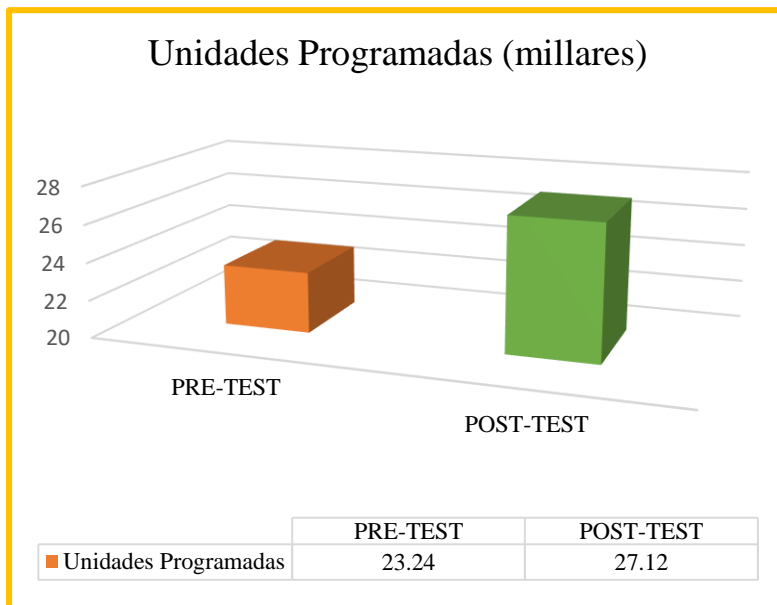 Unidades Programadas (millares)
28
26
24
22
20
PRE-TEST
POST-TEST
PRE-TEST POST-TEST
Unidades Programadas 23.24 27.12